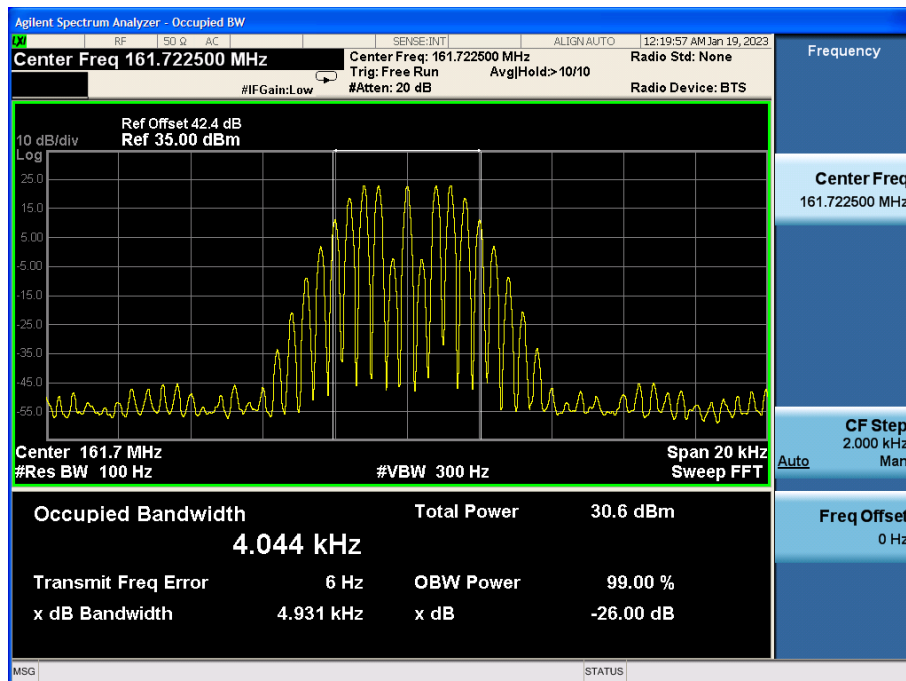 Agilent Spectrum Analyzer - Occupied BW
LXI RF 50 Ω AC SENSE:INT ALIGN AUTO 12:19:57 AM Jan 19, 2023
Center Freq 161.722500 MHz
Center Freq: 161.722500 MHz
Radio Std: None
Trig: Free Run Avg|Hold:>10/10
#IFGain:Low #Atten: 20 dB
Radio Device: BTS
Ref Offset 42.4 dB
10 dB/div Ref 35.00 dBm
Log
25.0
15.0
5.00
-5.00
-15.0
-25.0
-35.0
-45.0
-55.0
Center 161.7 MHz Span 20 kHz
#Res BW 100 Hz #VBW 300 Hz Sweep FFT
Occupied Bandwidth Total Power 30.6 dBm
4.044 kHz
Transmit Freq Error 6 Hz OBW Power 99.00 %
x dB Bandwidth 4.931 kHz x dB -26.00 dB
MSG STATUS
Frequency
Center Freq
161.722500 MHz
CF Step
2.000 kHz
Auto Man
Freq Offset
0 Hz